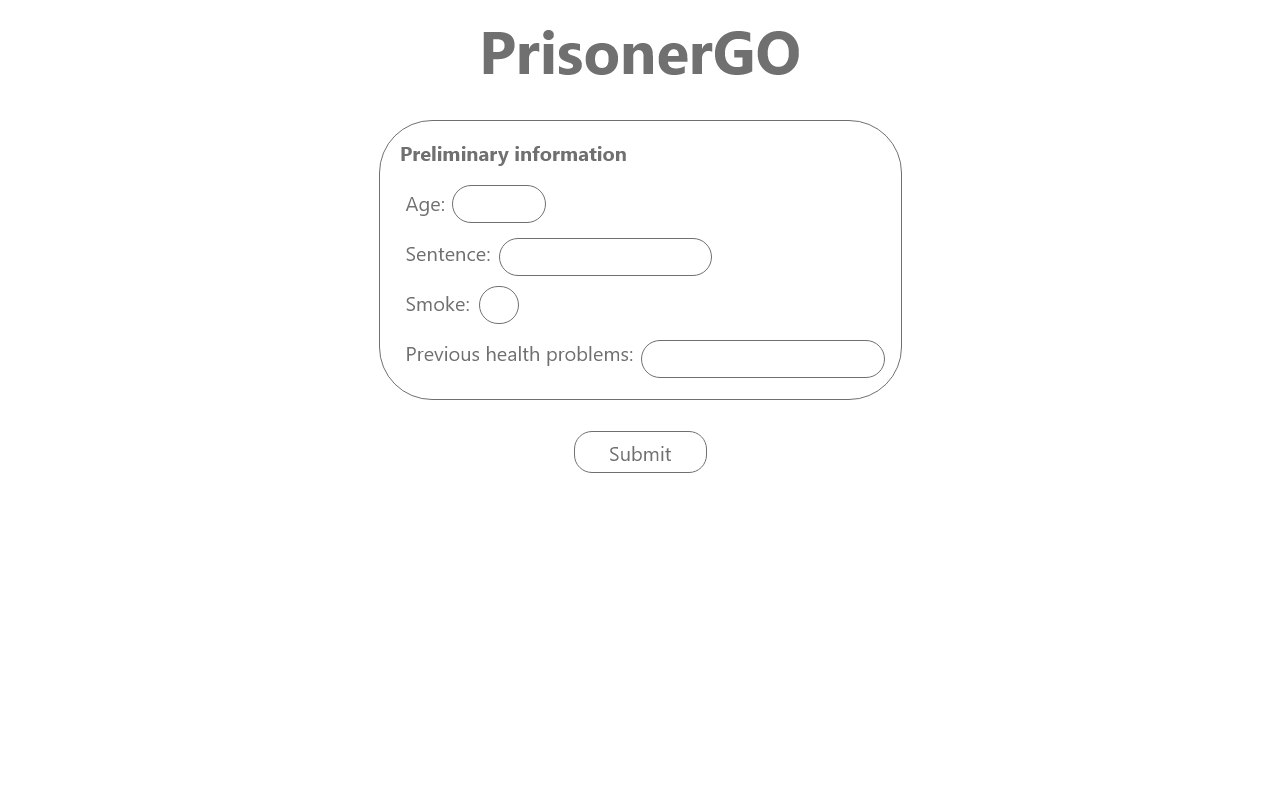 PrisonerGO
Preliminary information
Age:
Sentence:
Smoke:
Previous health problems:
Submit